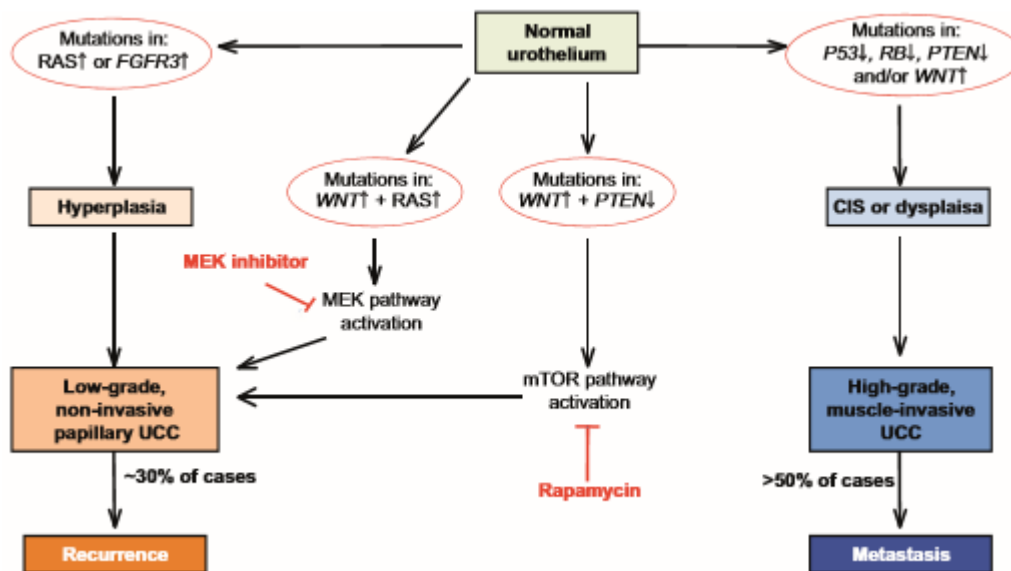 Mutations in:
RAS↑ or FGFR3↑
Normal
urothelium
Mutations in:
P53↓, RB↓, PTEN↓
and/or WNT↑
Mutations in:
WNT↑ + RAS↑
Mutations in:
WNT↑ + PTEN↓
Hyperplasia
CIS or dysplaisa
MEK inhibitor
MEK pathway
activation
Low-grade,
non-invasive
papillary UCC
mTOR pathway
activation
High-grade,
muscle-invasive
UCC
~30% of cases
Rapamycin
>50% of cases
Recurrence
Metastasis